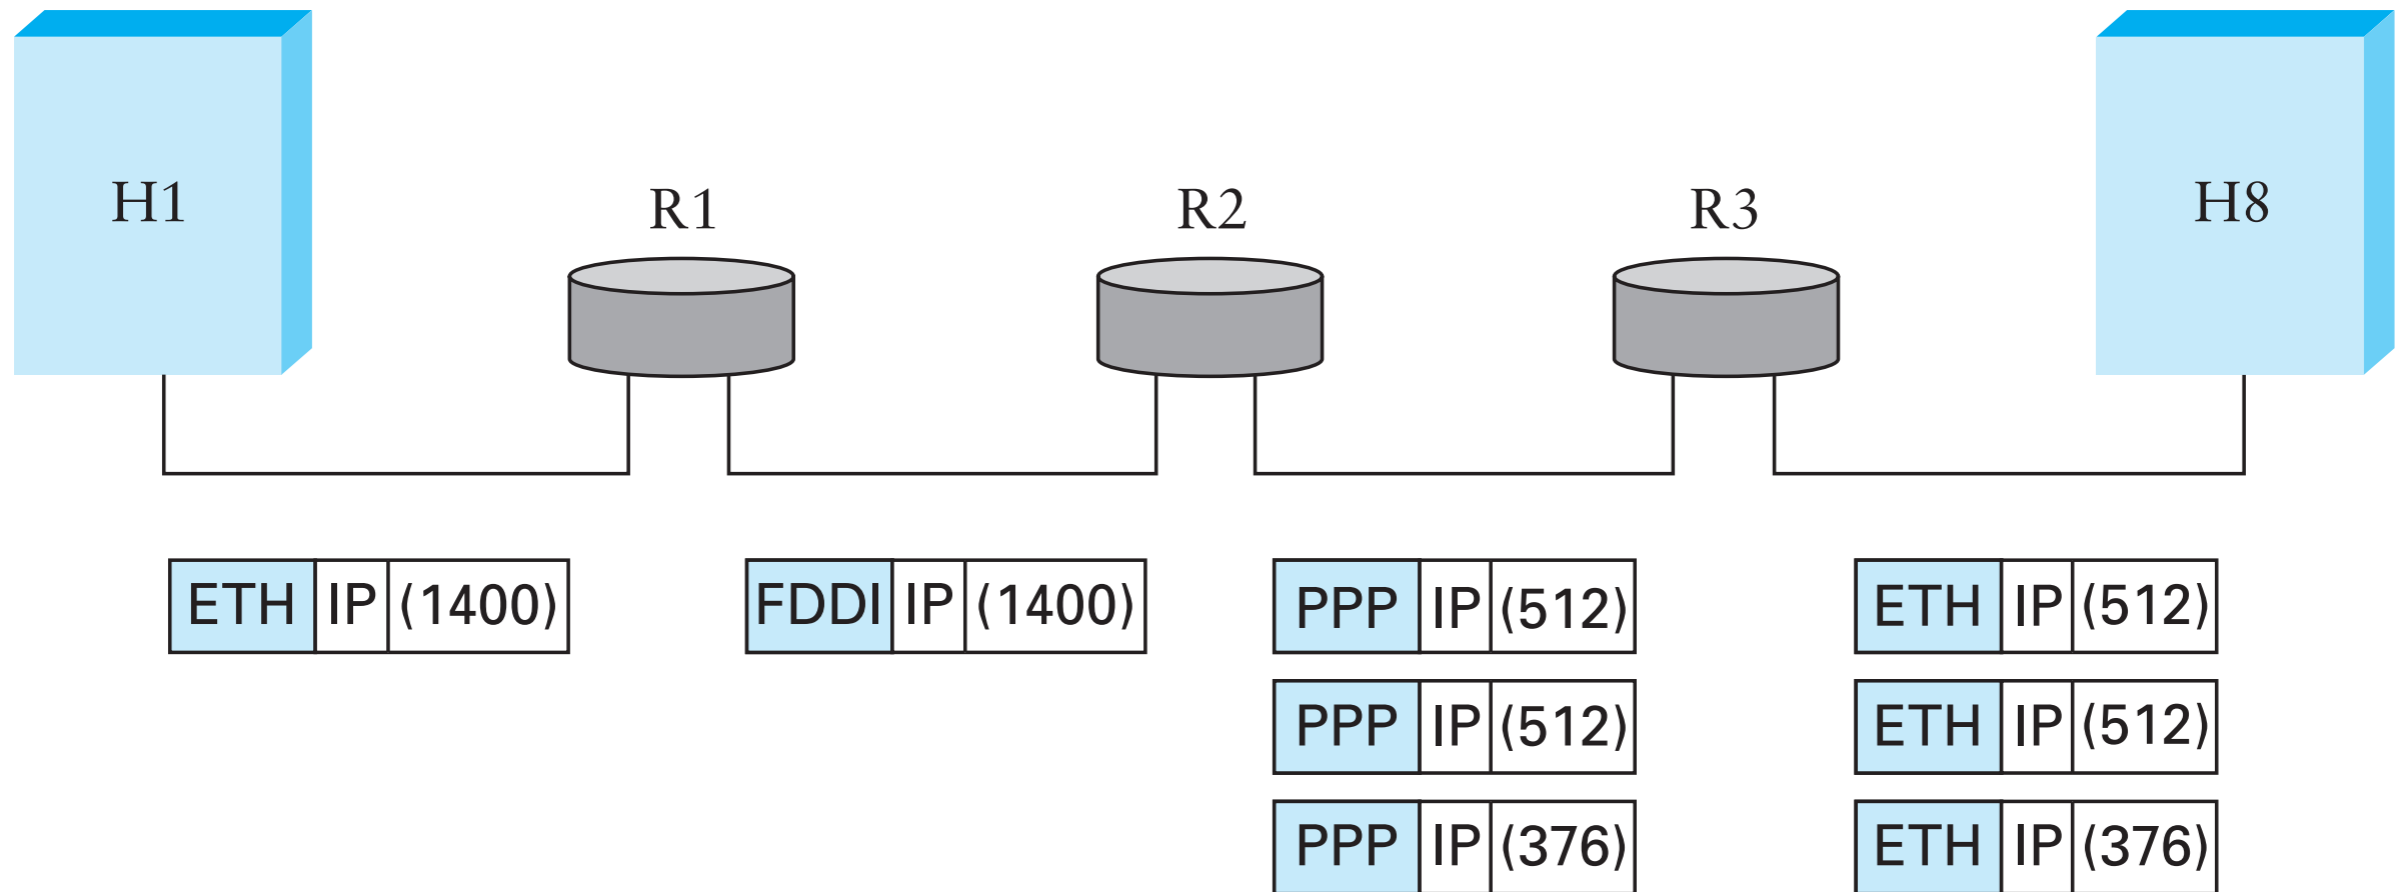 H1
R1
R2
R3
H8
ETH IP (1400)
FDDI IP (1400)
PPP IP (512)
ETH IP (512)
PPP IP (512)
ETH IP (512)
PPP IP (376)
ETH IP (376)